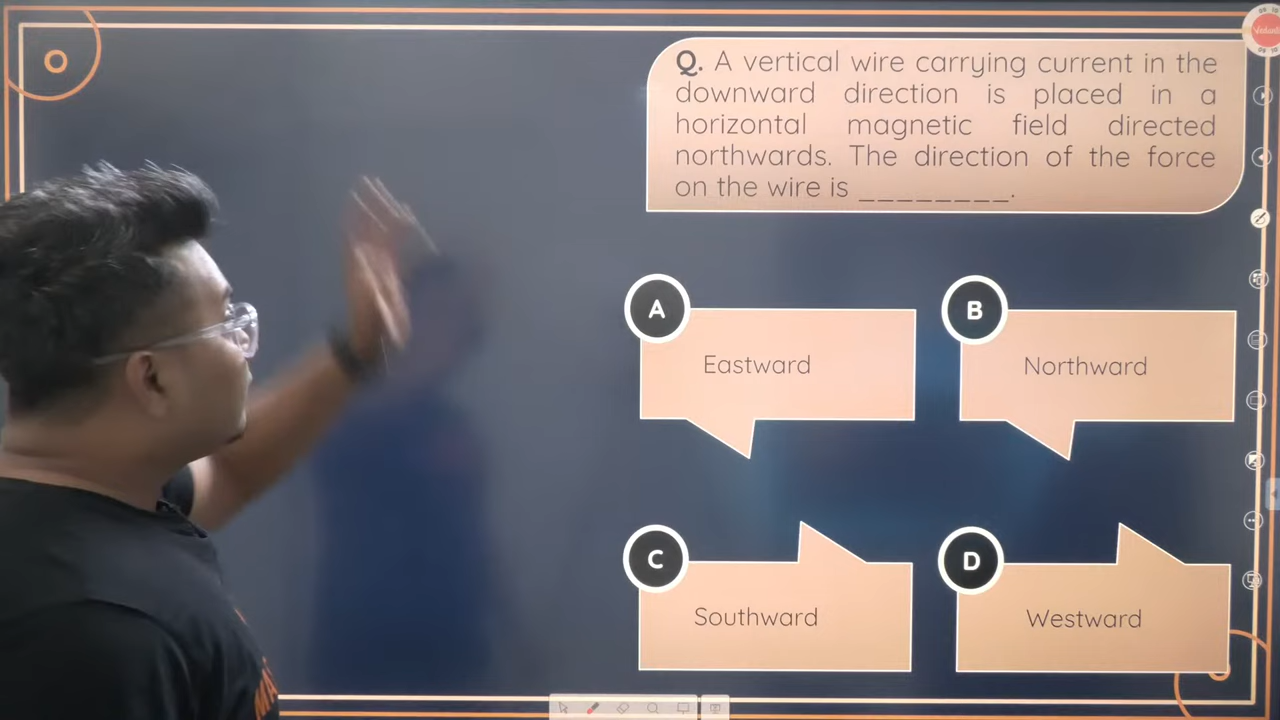 Q. A vertical wire carrying current in the
downward direction is placed in a
horizontal magnetic field directed
northwards. The direction of the force
on the wire is ________.
A
Eastward
B
Northward
C
Southward
D
Westward